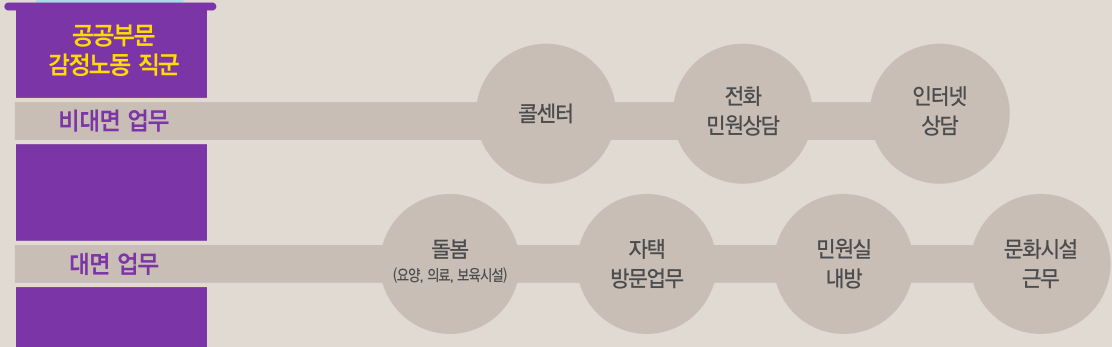 공공부문
감정노동 직군
비대면 업무
콜센터
전화
민원상담
인터넷
상담
대면 업무
돌봄
(요양, 의료, 보육시설)
자택
방문업무
민원실
내방
문화시설
근무